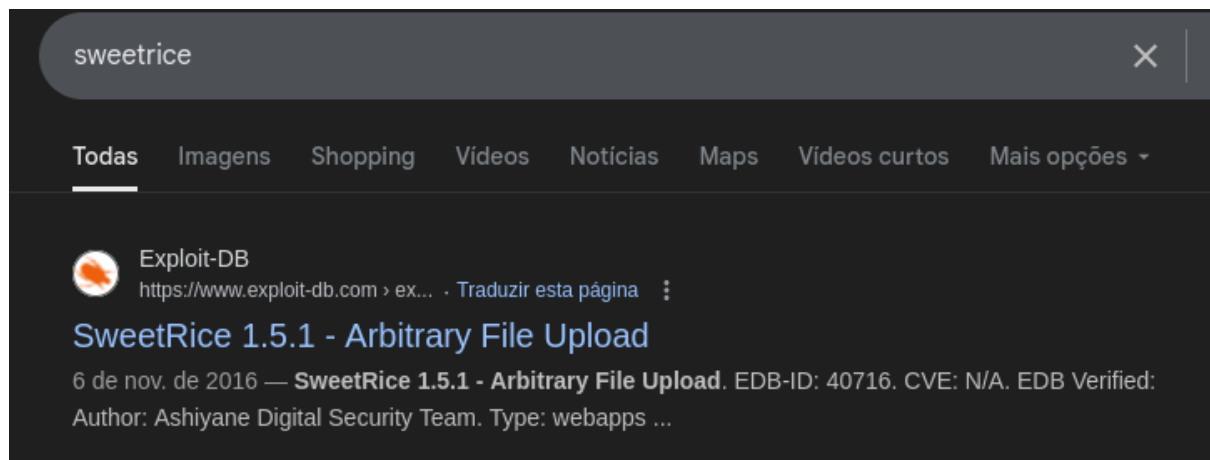 sweetrice
Todas Imagens Shopping Vídeos Notícias Maps Vídeos curtos Mais opções
Exploit-DB
https://www.exploit-db.com › ex... · Traduzir esta página
SweetRice 1.5.1 - Arbitrary File Upload
6 de nov. de 2016 — SweetRice 1.5.1 - Arbitrary File Upload. EDB-ID: 40716. CVE: N/A. EDB Verified:
Author: Ashiyane Digital Security Team. Type: webapps ...